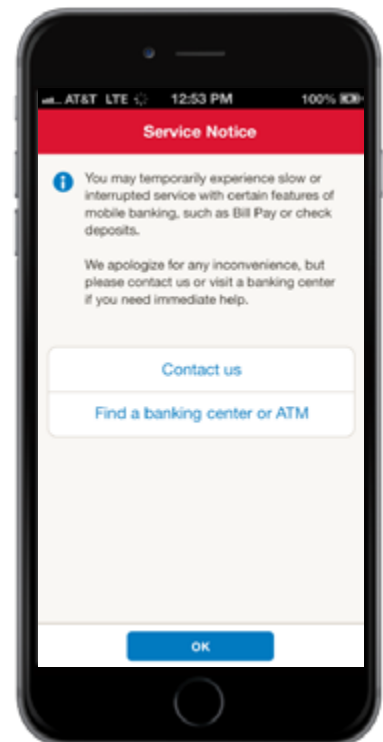 AT&T LTE 12:53 PM 100%
Service Notice
You may temporarily experience slow or
interrupted service with certain features of
mobile banking, such as Bill Pay or check
deposits.
We apologize for any inconvenience, but
please contact us or visit a banking center
if you need immediate help.
Contact us
Find a banking center or ATM
OK